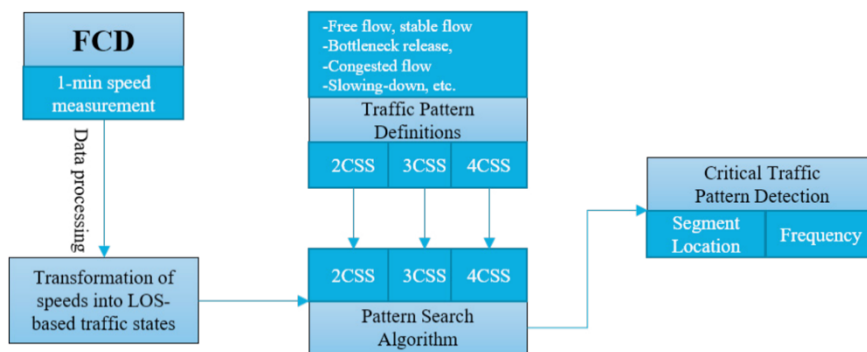 FCD
1-min speed
measurement
Data processing
Transformation of
speeds into LOS-
based traffic states
-Free flow, stable flow
-Bottleneck release,
-Congested flow
-Slowing-down, etc.
Traffic Pattern
Definitions
2CSS 3CSS 4CSS
2CSS 3CSS 4CSS
Pattern Search
Algorithm
Critical Traffic
Pattern Detection
Segment
Location
Frequency